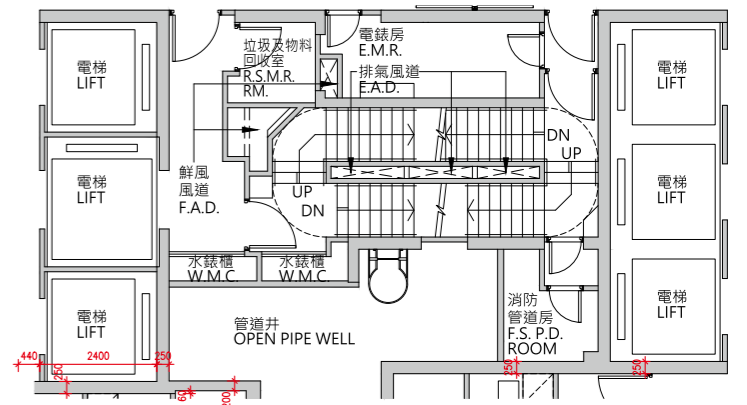 電梯
LIFT
垃圾及物料
回收室
R.S.M.R.
RM.
電錶房
E.M.R.
排氣風道
E.A.D.
電梯
LIFT
DN
UP
電梯
LIFT
鮮風
風道
F.A.D.
UP
DN
電梯
LIFT
水錶櫃
W.M.C.
水錶櫃
W.M.C.
電梯
LIFT
管道井
OPEN PIPE WELL
消防
管道房
F.S. P.D.
ROOM
電梯
LIFT
440
2400
250
250
250
250
60
200